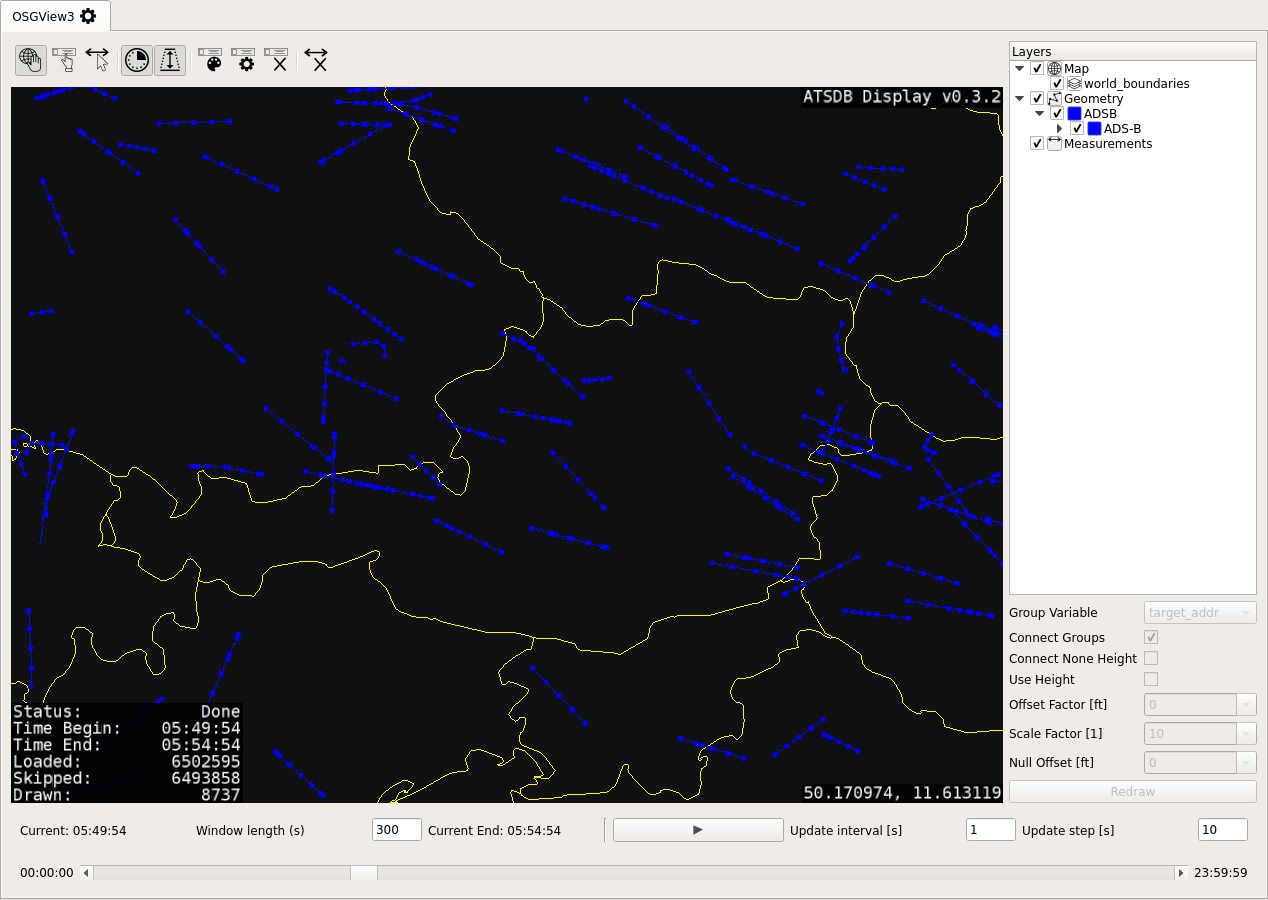 OSGView3
ATSDB Display v0.3.2
Layers
Map
world_boundaries
Geometry
ADSB
ADS-B
Measurements
Status: Done
Time Begin: 05:49:54
Time End: 05:54:54
Loaded: 6502595
Skipped: 6493858
Drawn: 8737
50.170974, 11.613119
Group Variable target_addr
Connect Groups
Connect None Height
Use Height
Offset Factor [ft] 0
Scale Factor [1] 10
Null Offset [ft] 0
Redraw
Current: 05:49:54 Window length (s) 300 Current End: 05:54:54 Update interval [s] 1 Update step [s] 10
00:00:00 23:59:59